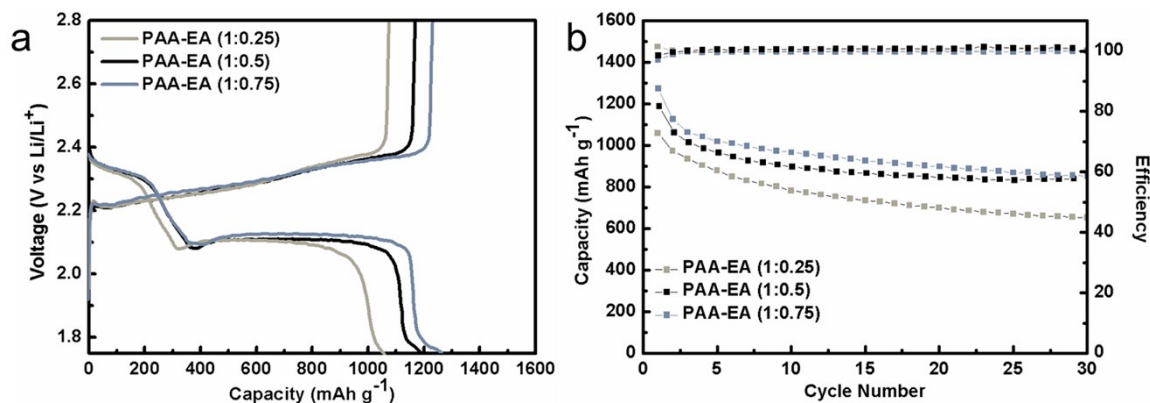 a
2.8
2.6
2.4
2.2
2.0
1.8
Voltage (V vs Li/Li⁺)
PAA-EA (1:0.25)
PAA-EA (1:0.5)
PAA-EA (1:0.75)
0 200 400 600 800 1000 1200 1400 1600
Capacity (mAh g⁻¹)
b
1600
1400
1200
1000
800
600
400
200
0
Capacity (mAh g⁻¹)
PAA-EA (1:0.25)
PAA-EA (1:0.5)
PAA-EA (1:0.75)
100
80
60
40
20
0
Efficiency
0 5 10 15 20 25 30
Cycle Number